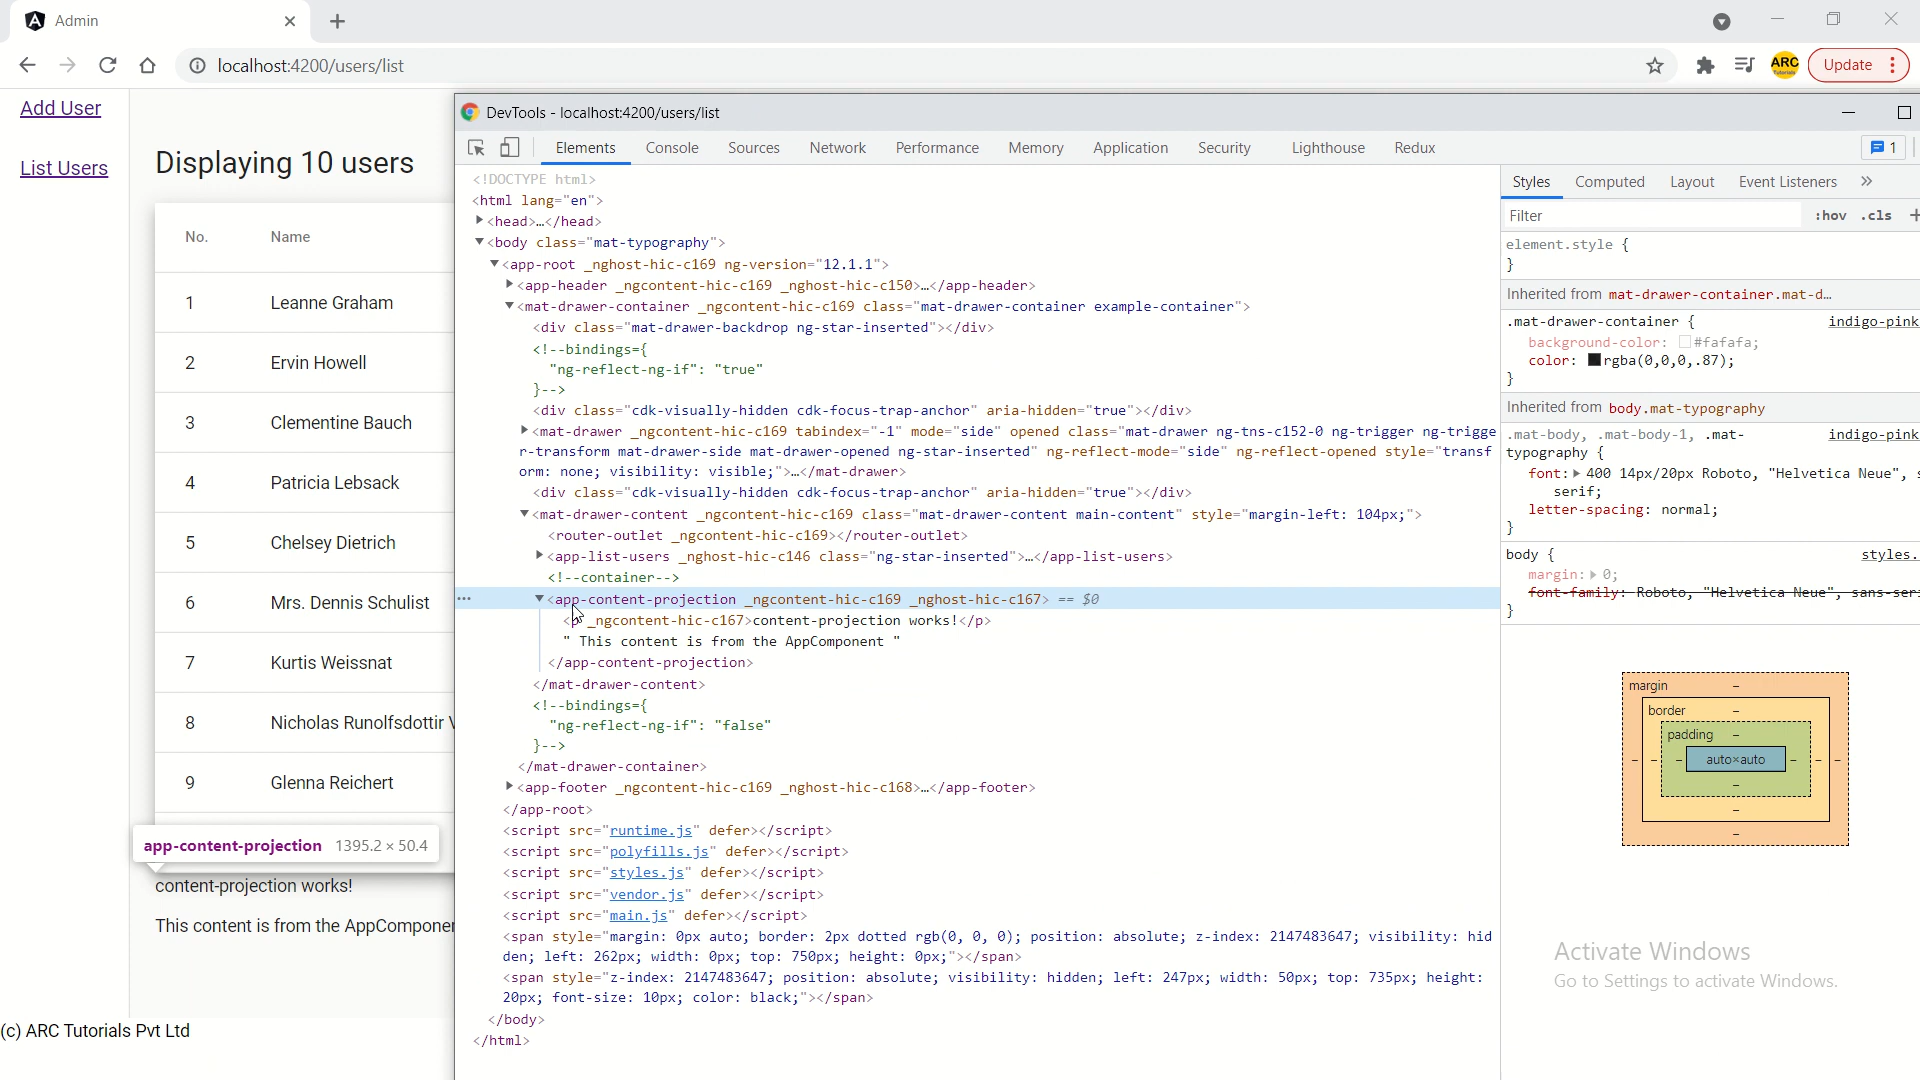 Admin
localhost:4200/users/list
ARC
Tutorials
Update
Add User
List Users
Displaying 10 users
No. Name
1 Leanne Graham
2 Ervin Howell
3 Clementine Bauch
4 Patricia Lebsack
5 Chelsey Dietrich
6 Mrs. Dennis Schulist
7 Kurtis Weissnat
8 Nicholas Runolfsdottir
9 Glenna Reichert
app-content-projection 1395.2 × 50.4
content-projection works!
This content is from the AppComponen
(c) ARC Tutorials Pvt Ltd
DevTools - localhost:4200/users/list
Elements Console Sources Network Performance Memory Application Security Lighthouse Redux 1
<!DOCTYPE html>
<html lang="en">
<head>…</head>
<body class="mat-typography">
<app-root _nghost-hic-c169 ng-version="12.1.1">
<app-header _ngcontent-hic-c169 _nghost-hic-c150>…</app-header>
<mat-drawer-container _ngcontent-hic-c169 class="mat-drawer-container example-container">
<div class="mat-drawer-backdrop ng-star-inserted"></div>
<!--bindings={
"ng-reflect-ng-if": "true"
}-->
<div class="cdk-visually-hidden cdk-focus-trap-anchor" aria-hidden="true"></div>
<mat-drawer _ngcontent-hic-c169 tabindex="-1" mode="side" opened class="mat-drawer ng-tns-c152-0 ng-trigger ng-trigge
r-transform mat-drawer-side mat-drawer-opened ng-star-inserted" ng-reflect-mode="side" ng-reflect-opened style="transf
orm: none; visibility: visible;">…</mat-drawer>
<div class="cdk-visually-hidden cdk-focus-trap-anchor" aria-hidden="true"></div>
<mat-drawer-content _ngcontent-hic-c169 class="mat-drawer-content main-content" style="margin-left: 104px;">
<router-outlet _ngcontent-hic-c169></router-outlet>
<app-list-users _nghost-hic-c146 class="ng-star-inserted">…</app-list-users>
<!--container-->
<app-content-projection _ngcontent-hic-c169 _nghost-hic-c167> == $0
<p _ngcontent-hic-c167>content-projection works!</p>
" This content is from the AppComponent "
</app-content-projection>
</mat-drawer-content>
<!--bindings={
"ng-reflect-ng-if": "false"
}-->
</mat-drawer-container>
<app-footer _ngcontent-hic-c169 _nghost-hic-c168>…</app-footer>
</app-root>
<script src="runtime.js" defer></script>
<script src="polyfills.js" defer></script>
<script src="styles.js" defer></script>
<script src="vendor.js" defer></script>
<script src="main.js" defer></script>
<span style="margin: 0px auto; border: 2px dotted rgb(0, 0, 0); position: absolute; z-index: 2147483647; visibility: hid
den; left: 262px; width: 0px; top: 750px; height: 0px;"></span>
<span style="z-index: 2147483647; position: absolute; visibility: hidden; left: 247px; width: 50px; top: 735px; height:
20px; font-size: 10px; color: black;"></span>
</body>
</html>
Styles Computed Layout Event Listeners »
Filter :hov .cls +
element.style {
}
Inherited from mat-drawer-container.mat-d…
.mat-drawer-container { indigo-pink
background-color: #fafafa;
color: rgba(0,0,0,.87);
}
Inherited from body.mat-typography
.mat-body, .mat-body-1, .mat- indigo-pink
typography {
font: 400 14px/20px Roboto, "Helvetica Neue", s
serif;
letter-spacing: normal;
}
body { styles.
margin: 0;
font-family: Roboto, "Helvetica Neue", sans-seri
}
margin –
border –
padding –
– – – auto×auto – – –
–
–
–
Activate Windows
Go to Settings to activate Windows.